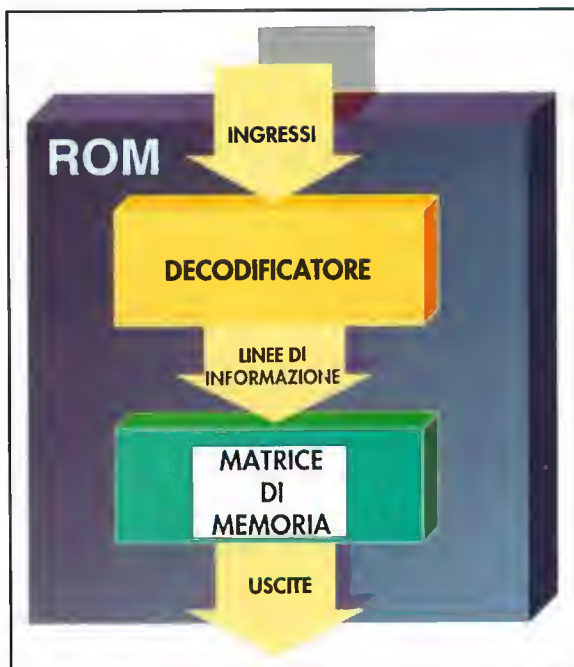 INGRESSI
ROM
DECODIFICATORE
LINEE DI
INFORMAZIONE
MATRICE
DI
MEMORIA
USCITE